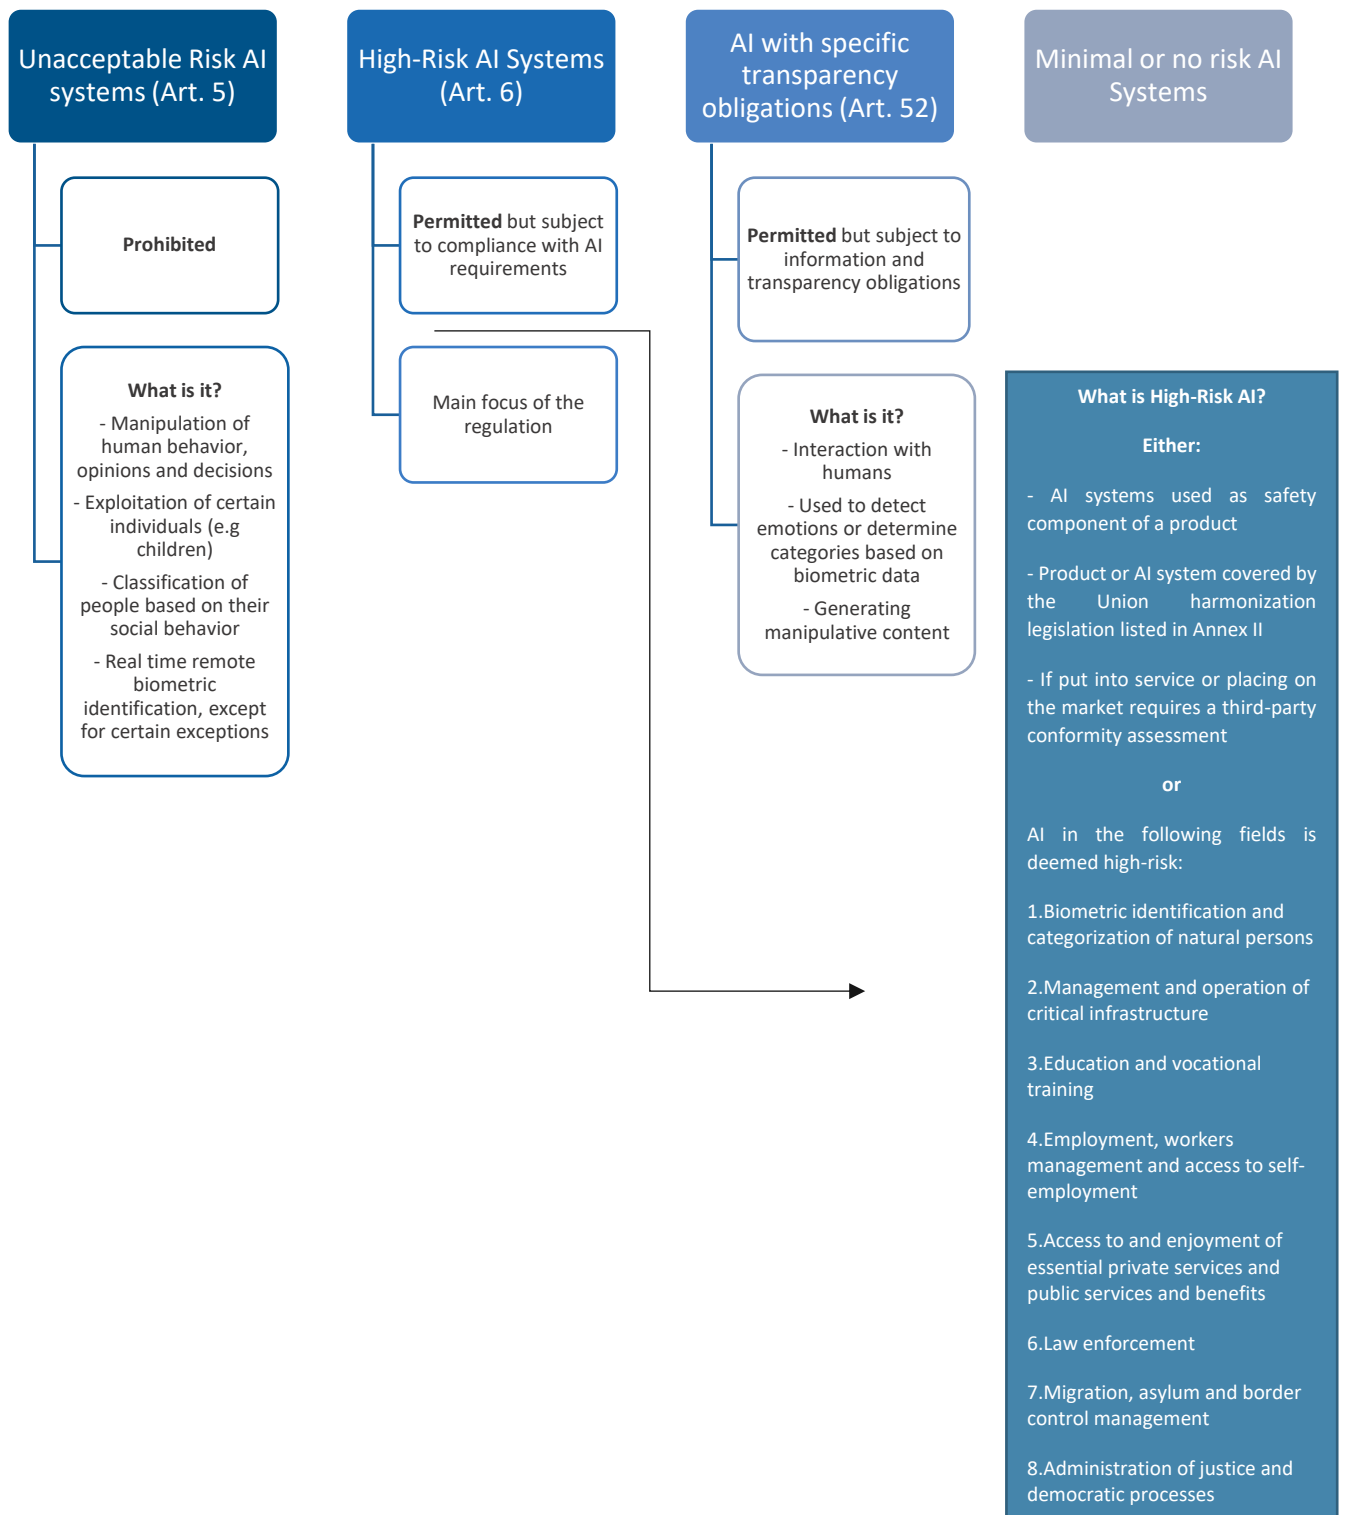 Unacceptable Risk AI
systems (Art. 5)
Prohibited
What is it?
- Manipulation of
human behavior,
opinions and decisions
- Exploitation of certain
individuals (e.g
children)
- Classification of
people based on their
social behavior
- Real time remote
biometric
identification, except
for certain exceptions
High-Risk AI Systems
(Art. 6)
Permitted but subject
to compliance with AI
requirements
Main focus of the
regulation
AI with specific
transparency
obligations (Art. 52)
Permitted but subject to
information and
transparency obligations
What is it?
- Interaction with
humans
- Used to detect
emotions or determine
categories based on
biometric data
- Generating
manipulative content
Minimal or no risk AI
Systems
What is High-Risk AI?
Either:
- AI systems used as safety
component of a product
- Product or AI system covered by
the Union harmonization
legislation listed in Annex II
- If put into service or placing on
the market requires a third-party
conformity assessment
or
AI in the following fields is
deemed high-risk:
1.Biometric identification and
categorization of natural persons
2.Management and operation of
critical infrastructure
3.Education and vocational
training
4.Employment, workers
management and access to self-
employment
5.Access to and enjoyment of
essential private services and
public services and benefits
6.Law enforcement
7.Migration, asylum and border
control management
8.Administration of justice and
democratic processes